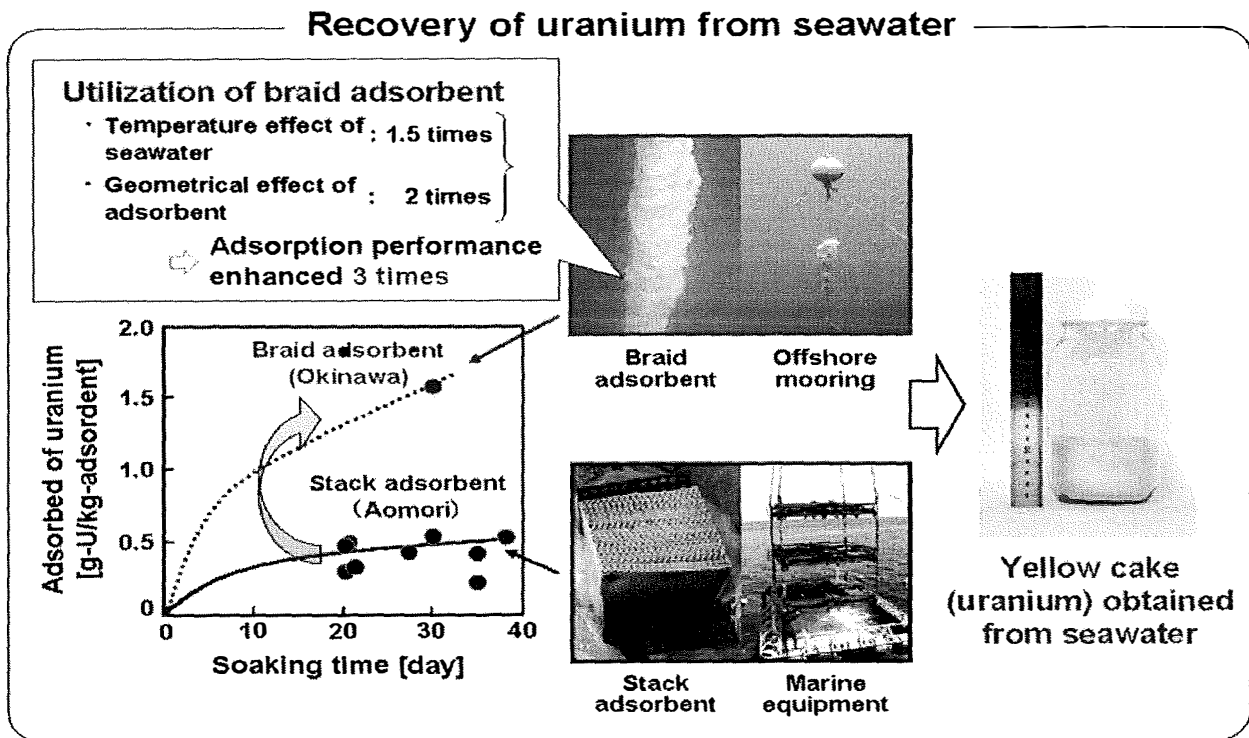 Recovery of uranium from seawater
Utilization of braid adsorbent
・ Temperature effect of seawater : 1.5 times
・ Geometrical effect of adsorbent : 2 times
⇨ Adsorption performance
enhanced 3 times
Adsorbed of uranium
[g-U/kg-adsordent]
2.0
1.5
1.0
0.5
0
0
10
20
30
40
Soaking time [day]
Braid adsorbent
(Okinawa)
Stack adsorbent
(Aomori)
Braid
adsorbent
Offshore
mooring
Stack
adsorbent
Marine
equipment
Yellow cake
(uranium) obtained
from seawater